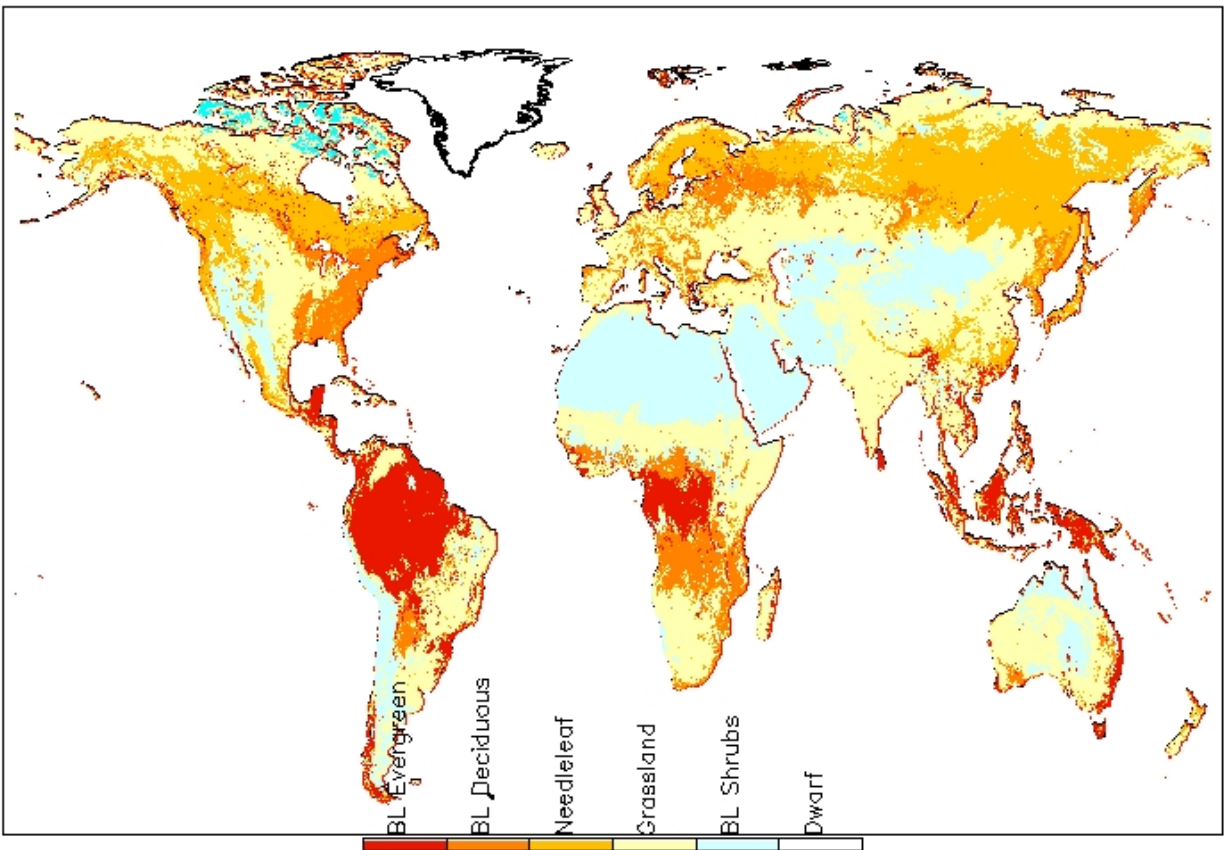 BL Evergreen
BL Deciduous
Needleleaf
Grassland
BL Shrubs
Dwarf